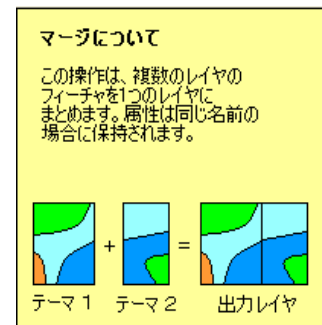 マージについて
この操作は、複数のレイヤの
フィーチャを1つのレイヤに
まとめます。属性は同じ名前の
場合に保持されます。
+ =
テーマ 1 テーマ 2 出力レイヤ